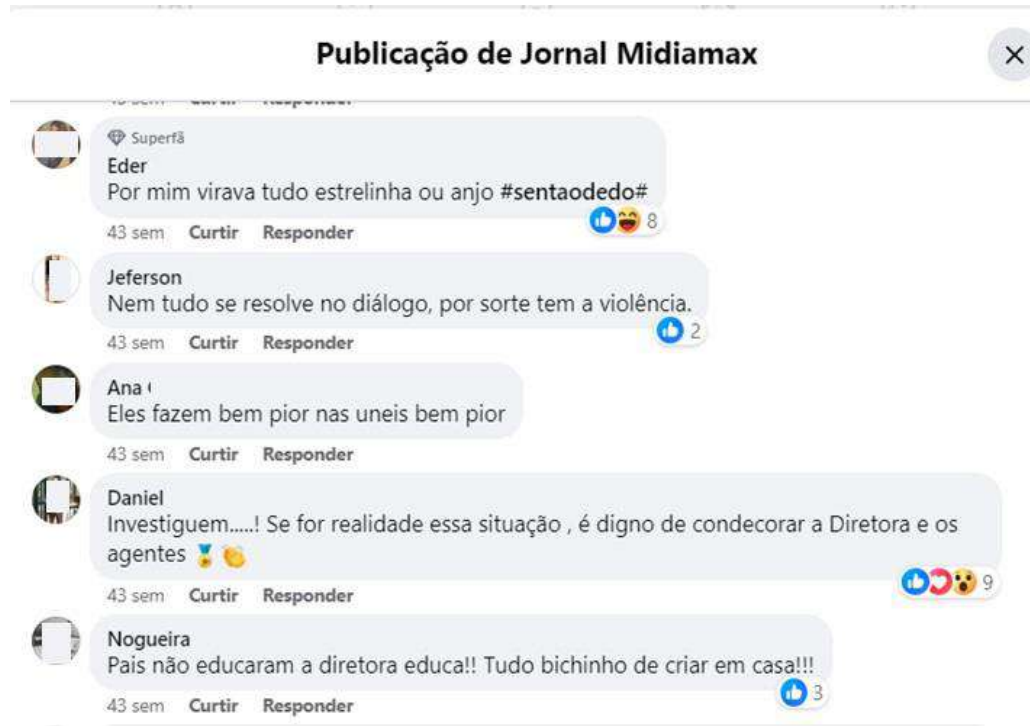 Publicação de Jornal Midiamax
Curtir Responder
Superfã
Eder
Por mim virava tudo estrelinha ou anjo #sentaodedo#
8
43 sem Curtir Responder
Jeferson
Nem tudo se resolve no diálogo, por sorte tem a violência.
2
43 sem Curtir Responder
Ana
Eles fazem bem pior nas uneis bem pior
43 sem Curtir Responder
Daniel
Investiguem.....! Se for realidade essa situação , é digno de condecorar a Diretora e os
agentes 🏅 👏
9
43 sem Curtir Responder
Nogueira
Pais não educaram a diretora educa!! Tudo bichinho de criar em casa!!!
3
43 sem Curtir Responder